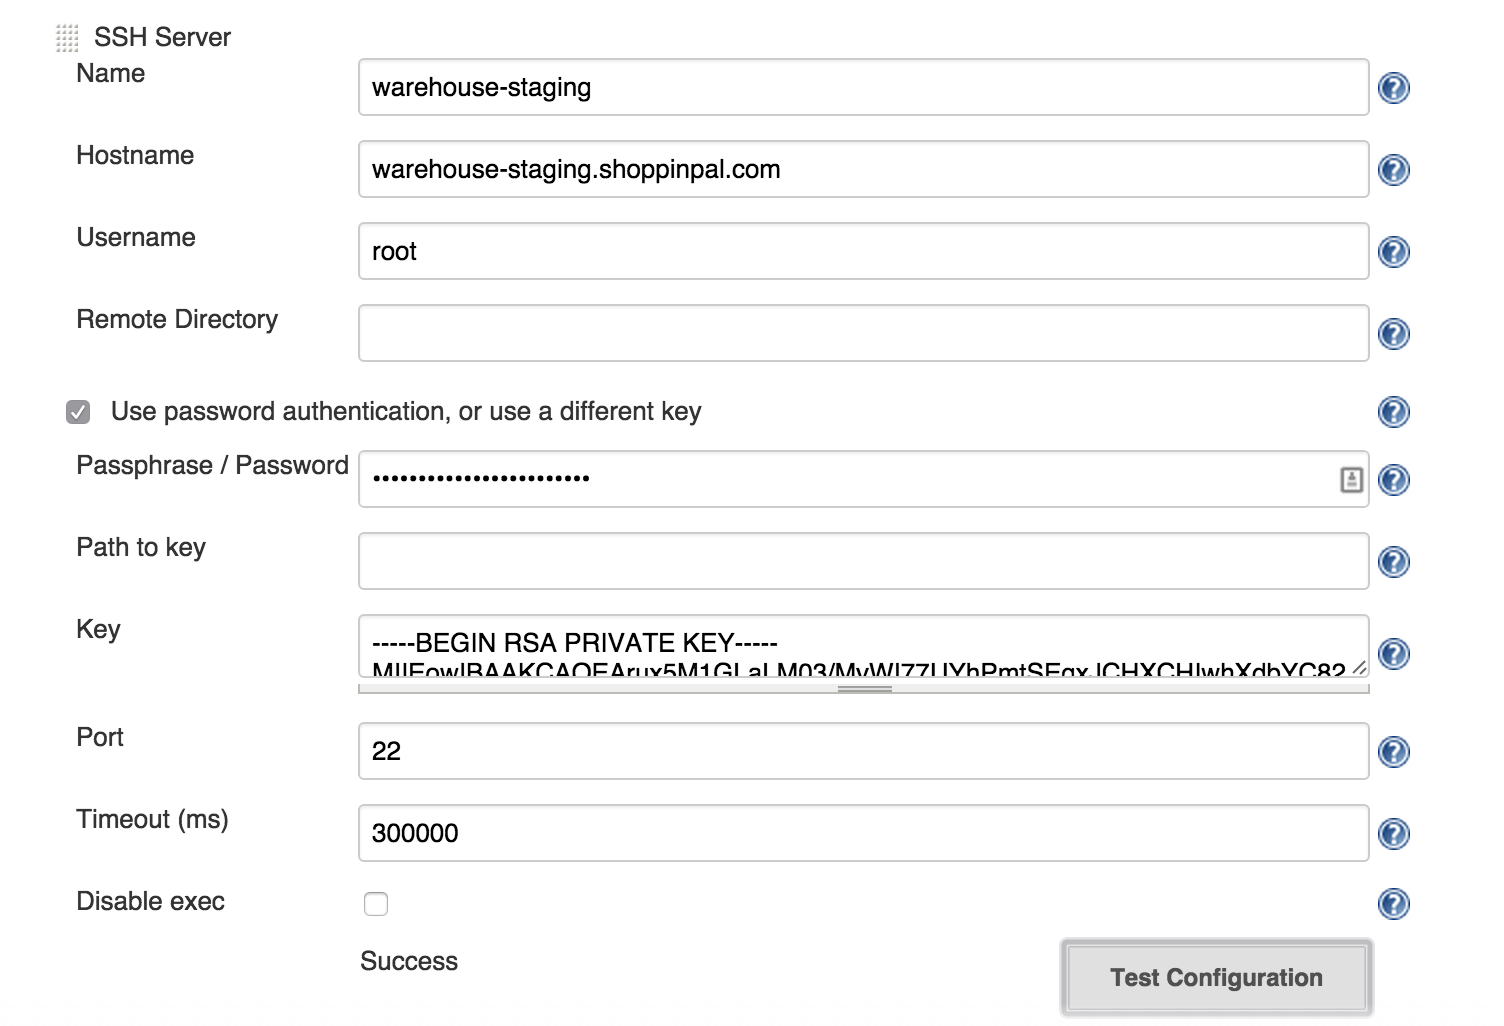 SSH Server
Name
warehouse-staging
Hostname
warehouse-staging.shoppinpal.com
Username
root
Remote Directory
Use password authentication, or use a different key
Passphrase / Password
••••••••••••••••••••••••
Path to key
Key
-----BEGIN RSA PRIVATE KEY-----
Port
22
Timeout (ms)
300000
Disable exec
Success
Test Configuration